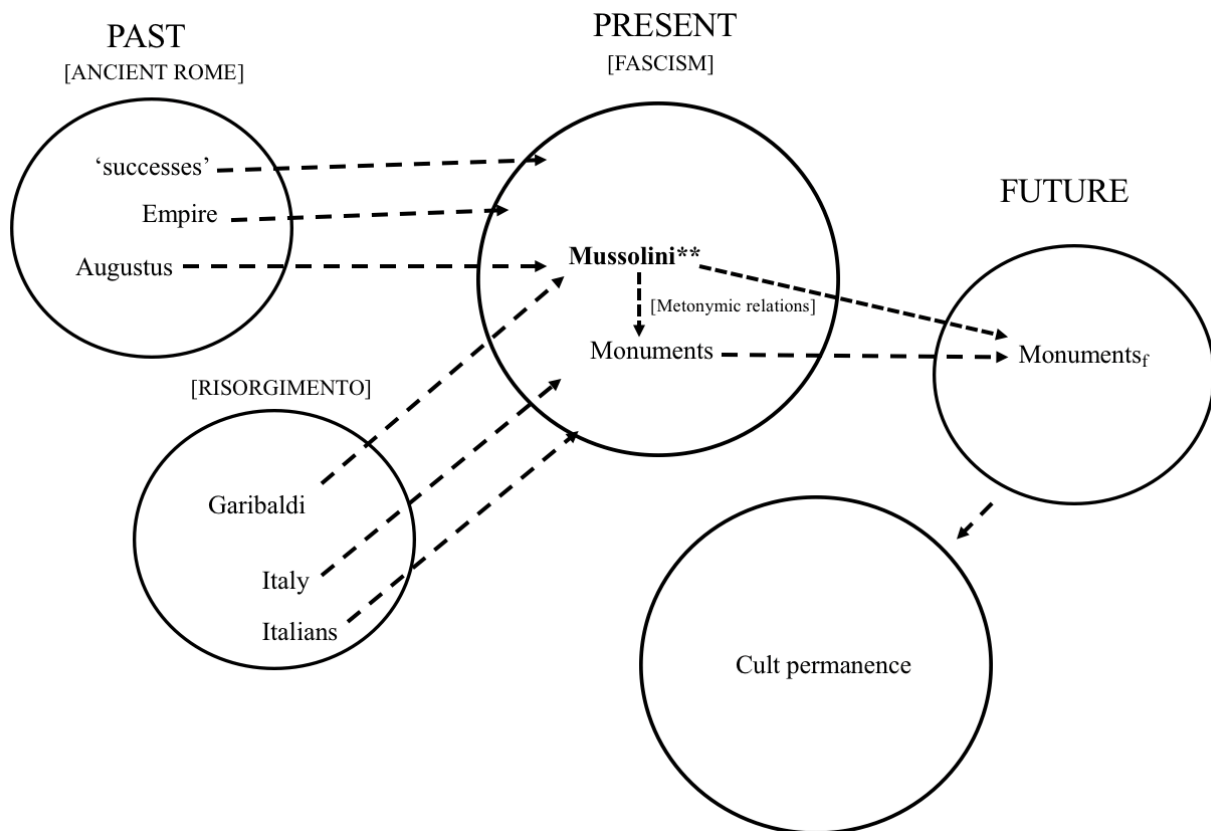 PAST
[ANCIENT ROME]
‘successes’
Empire
Augustus
[RISORGIMENTO]
Garibaldi
Italy
Italians
PRESENT
[FASCISM]
Mussolini**
[Metonymic relations]
Monuments
FUTURE
Monumentsf
Cult permanence